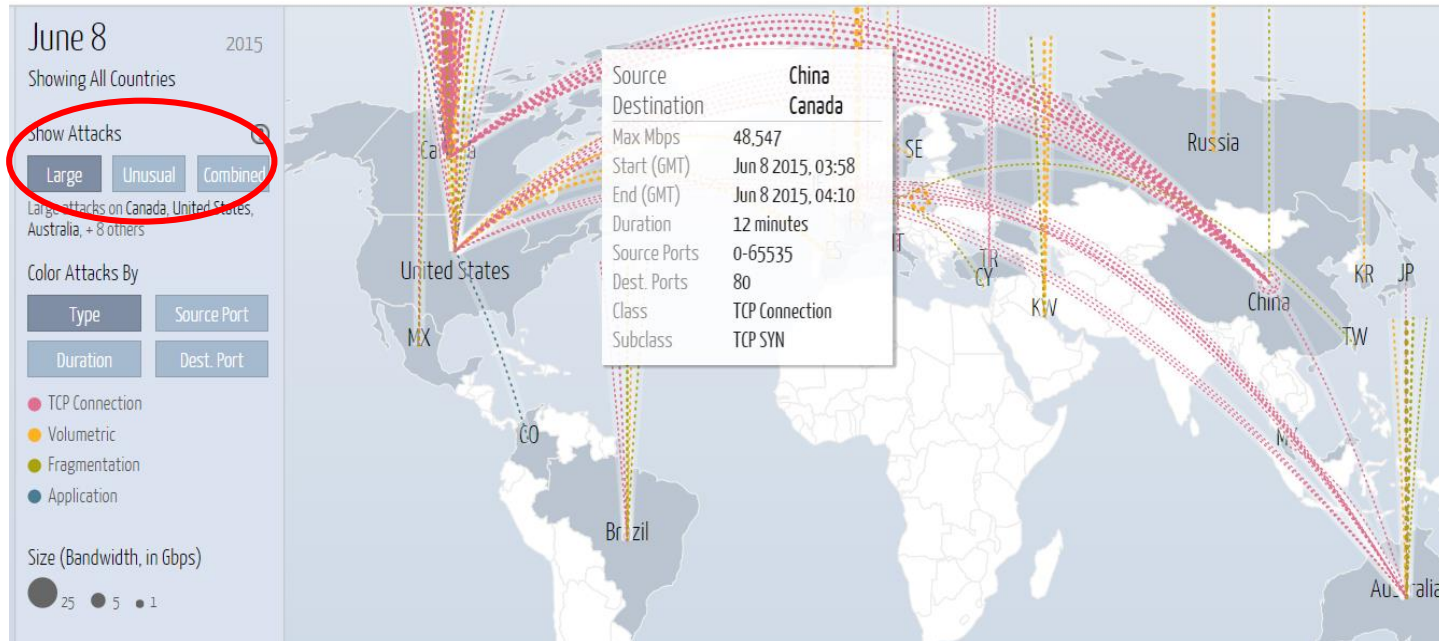 June 8 2015
Showing All Countries
Show Attacks
Large Unusual Combined
Large attacks on Canada, United States,
Australia, + 8 others
Color Attacks By
Type Source Port
Duration Dest. Port
TCP Connection
Volumetric
Fragmentation
Application
Size (Bandwidth, in Gbps)
25 5 1
Source China
Destination Canada
Max Mbps 48,547
Start (GMT) Jun 8 2015, 03:58
End (GMT) Jun 8 2015, 04:10
Duration 12 minutes
Source Ports 0-65535
Dest. Ports 80
Class TCP Connection
Subclass TCP SYN
Canada
SE
Russia
United States
TR
CY
KW
China
KR
JP
TW
MX
CO
MY
Brazil
Australia